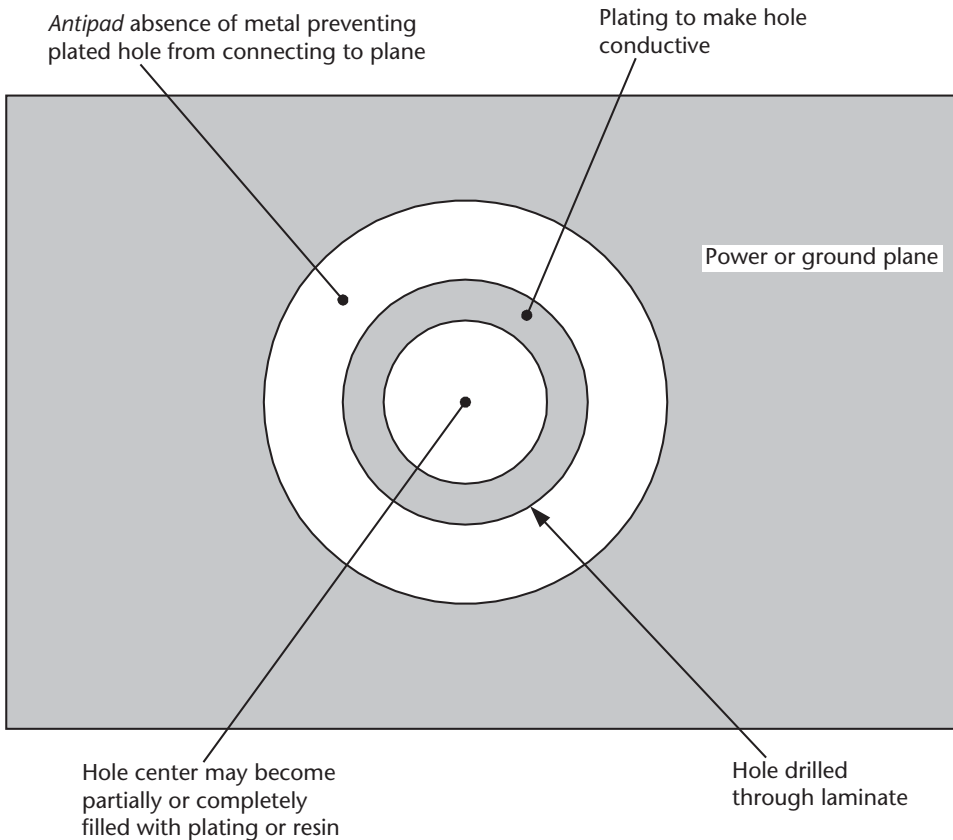 Antipad absence of metal preventing
plated hole from connecting to plane
Plating to make hole
conductive
Power or ground plane
Hole center may become
partially or completely
filled with plating or resin
Hole drilled
through laminate